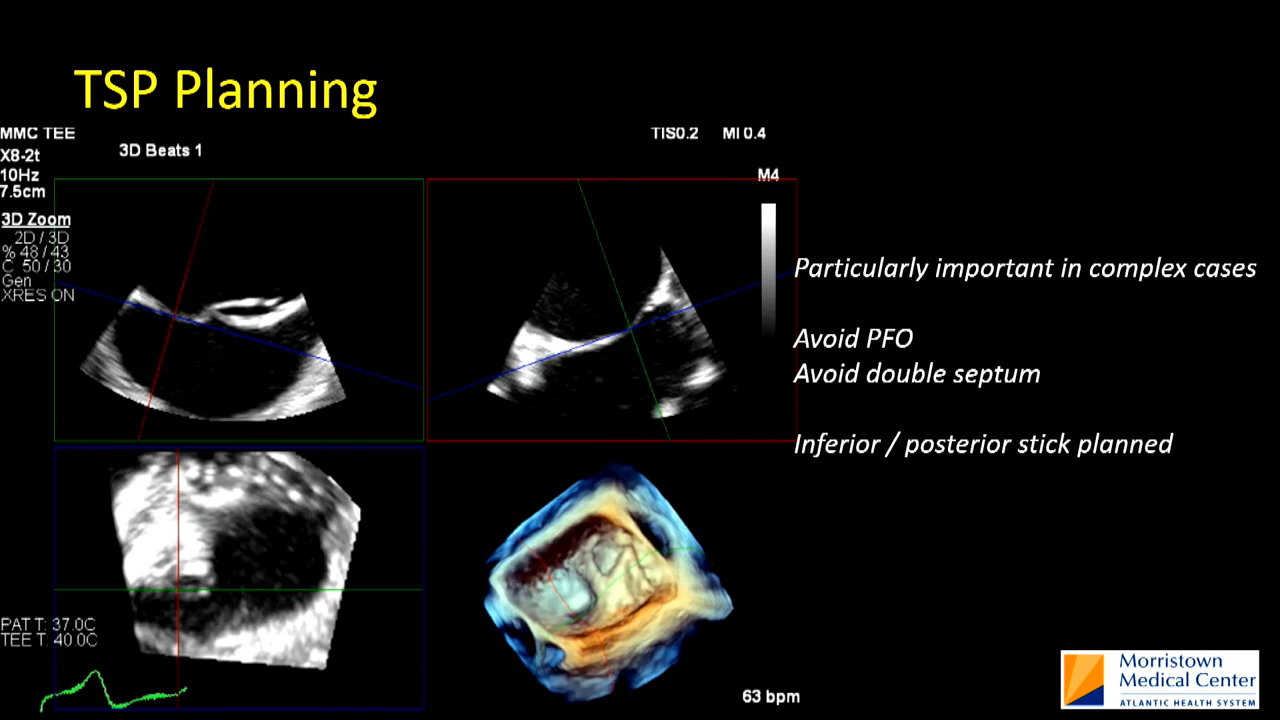 TSP Planning
MMC TEE
X8-2t
10Hz
7.5cm
3D Beats 1
TIS0.2 MI 0.4
M4
3D Zoom
2D / 3D
% 48 / 43
C 50 / 30
Gen
XRES ON
Particularly important in complex cases
Avoid PFO
Avoid double septum
Inferior / posterior stick planned
PAT T: 37.0C
TEE T: 40.0C
63 bpm
Morristown
Medical Center
ATLANTIC HEALTH SYSTEM